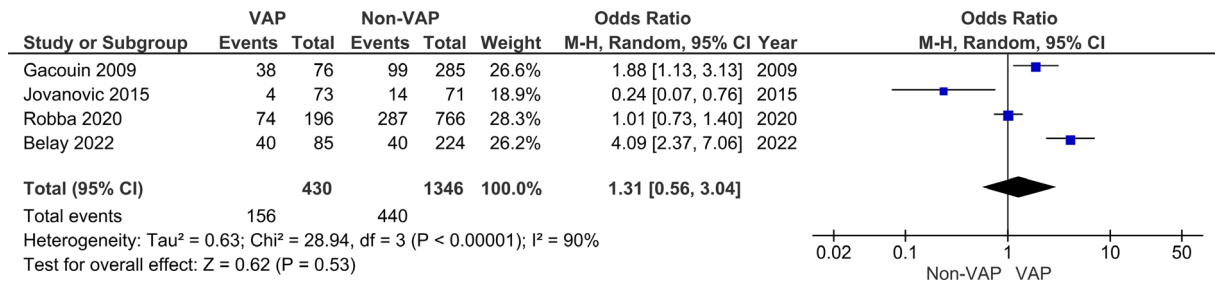 VAP Non-VAP Odds Ratio Odds Ratio
Study or Subgroup Events Total Events Total Weight M-H, Random, 95% CI Year M-H, Random, 95% CI
Gacouin 2009 38 76 99 285 26.6% 1.88 [1.13, 3.13] 2009
Jovanovic 2015 4 73 14 71 18.9% 0.24 [0.07, 0.76] 2015
Robba 2020 74 196 287 766 28.3% 1.01 [0.73, 1.40] 2020
Belay 2022 40 85 40 224 26.2% 4.09 [2.37, 7.06] 2022
Total (95% CI) 430 1346 100.0% 1.31 [0.56, 3.04]
Total events 156 440
Heterogeneity: Tau² = 0.63; Chi² = 28.94, df = 3 (P < 0.00001); I² = 90%
Test for overall effect: Z = 0.62 (P = 0.53)
0.02 0.1 1 10 50
Non-VAP VAP